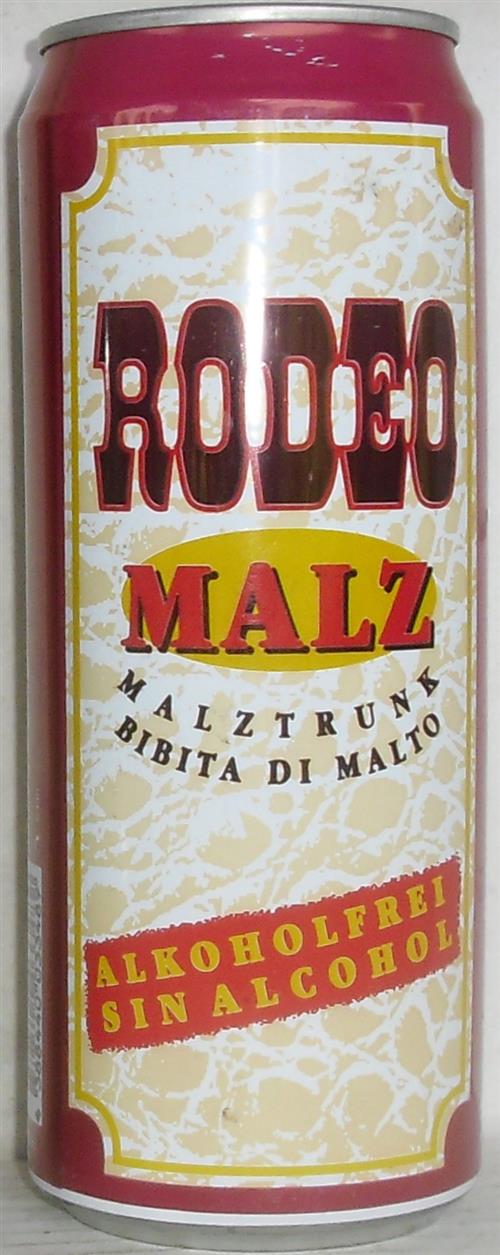 RODEO
MALZ
MALZTRUNK
BIBITA DI MALTO
ALKOHOLFREI
SIN ALCOHOL